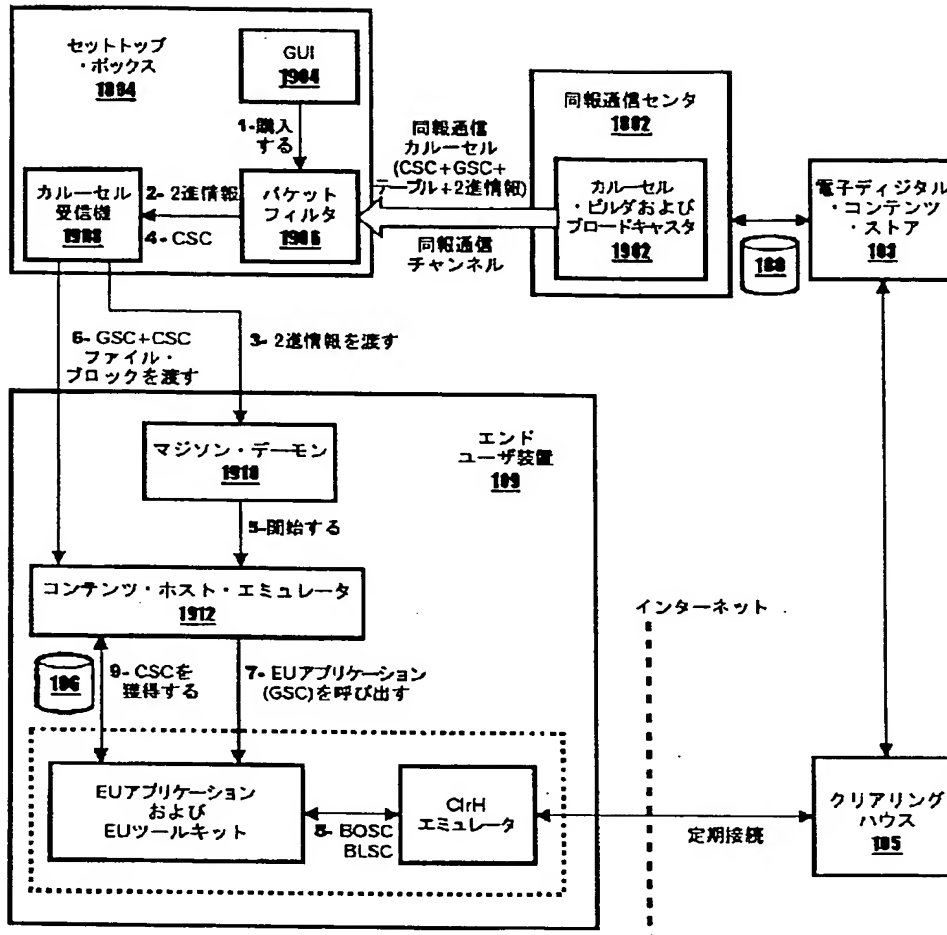 セットトップ
・ボックス
1804
GUI
1904
1-購入
する
カルーセル
受信機
1908
2- 2進情報
4- CSC
パケット
フィルタ
1906
同報通信
カルーセル
(CSC+GSC+
テーブル+2進情報)
同報通信
チャンネル
同報通信センタ
1802
カルーセル
・ビルダおよび
ブロードキャスタ
1902
電子ディジタル
・コンテンツ
・ストア
103
6- GSC+CSC
ファイル・
ブロックを渡す
3- 2進情報を渡す
マジソン・デーモン
1910
エンド
ユーザ装置
109
5-開始する
コンテンツ・ホスト・エミュレータ
1912
196
9- CSCを
獲得する
7- EUアプリケーション
(GSC)を呼び出す
インターネット
EUアプリケーション
および
EUツールキット
8- BOSC
BLSC
ClrH
エミュレータ
定期接続
クリアリング
ハウス
105